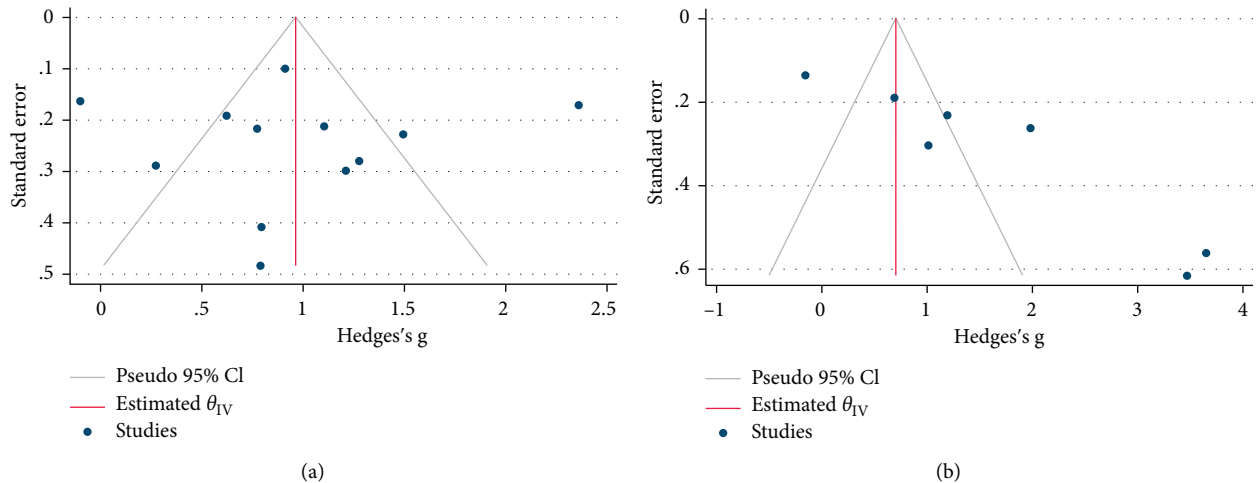 0
.1
.2
.3
.4
.5
Standard error
0
.5
1
1.5
2
2.5
Hedges's g
Pseudo 95% CI
Estimated θIV
Studies
(a)
0
.2
.4
.6
Standard error
–1
0
1
2
3
4
Hedges's g
Pseudo 95% CI
Estimated θIV
Studies
(b)